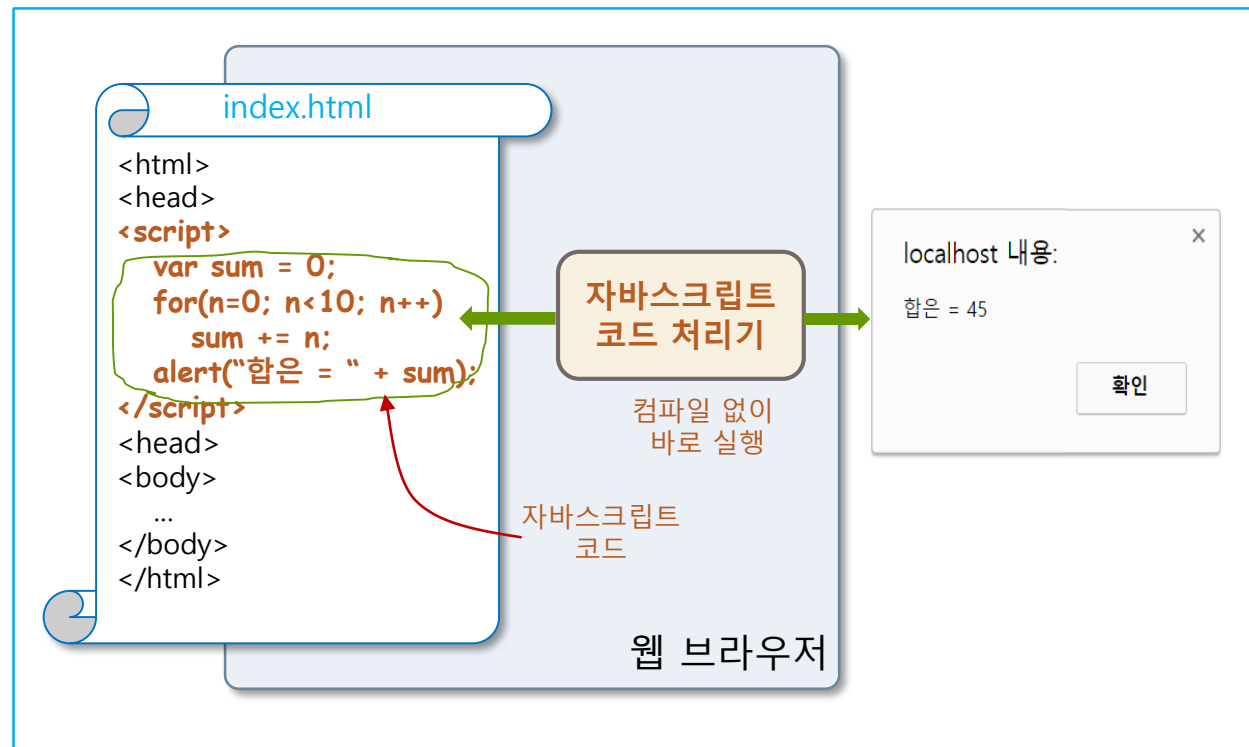 index.html
<html>
<head>
<script>
var sum = 0;
for(n=0; n<10; n++)
sum += n;
alert("합은 = " + sum);
</script>
<head>
<body>
...
</body>
</html>
자바스크립트
코드 처리기
컴파일 없이
바로 실행
자바스크립트
코드
웹 브라우저
localhost 내용:
×
합은 = 45
확인